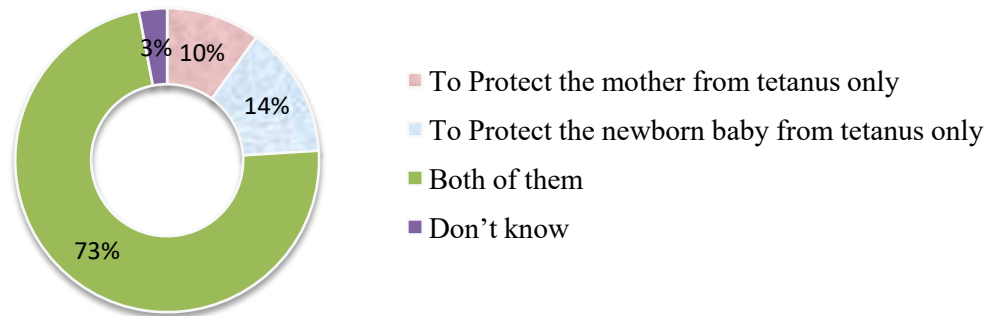 3%
10%
14%
73%
To Protect the mother from tetanus only
To Protect the newborn baby from tetanus only
Both of them
Don’t know